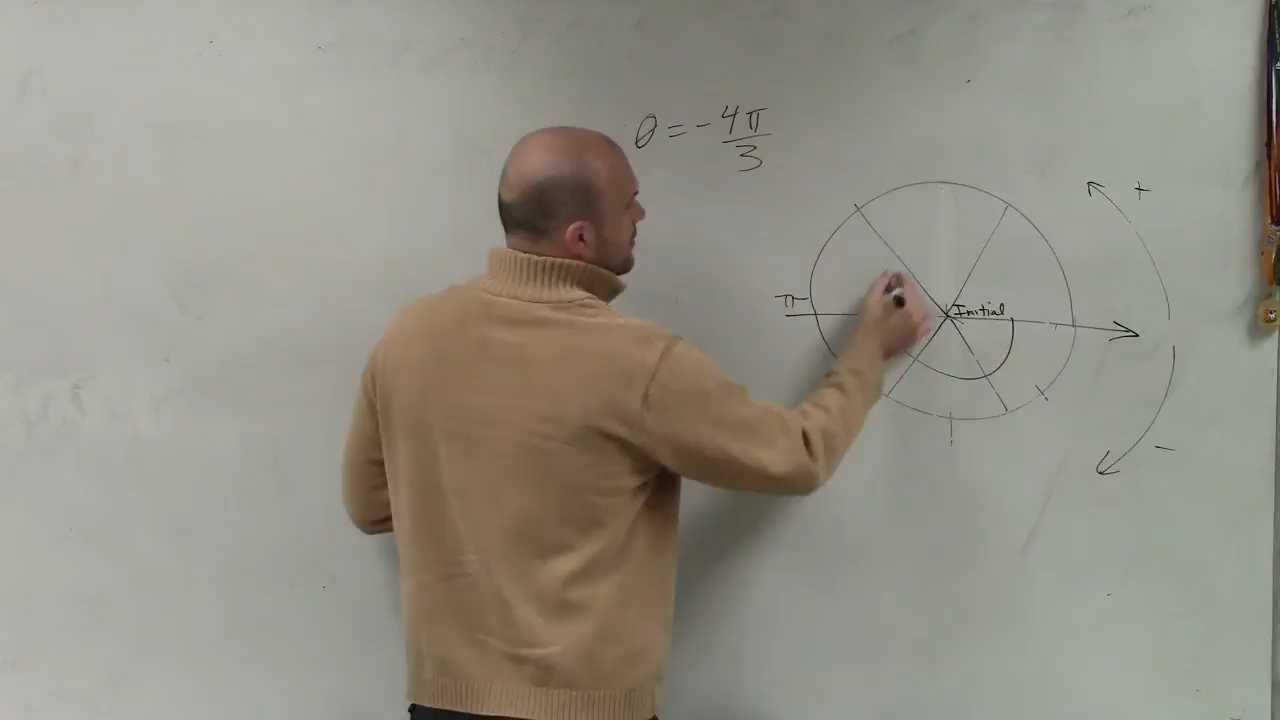 θ = -4π/3
+
π
Initial
-